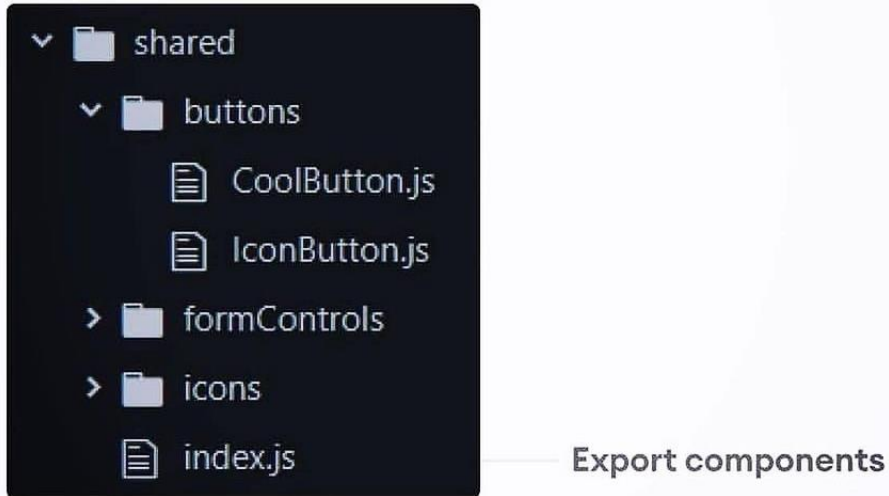 shared
buttons
CoolButton.js
IconButton.js
formControls
icons
index.js
Export components